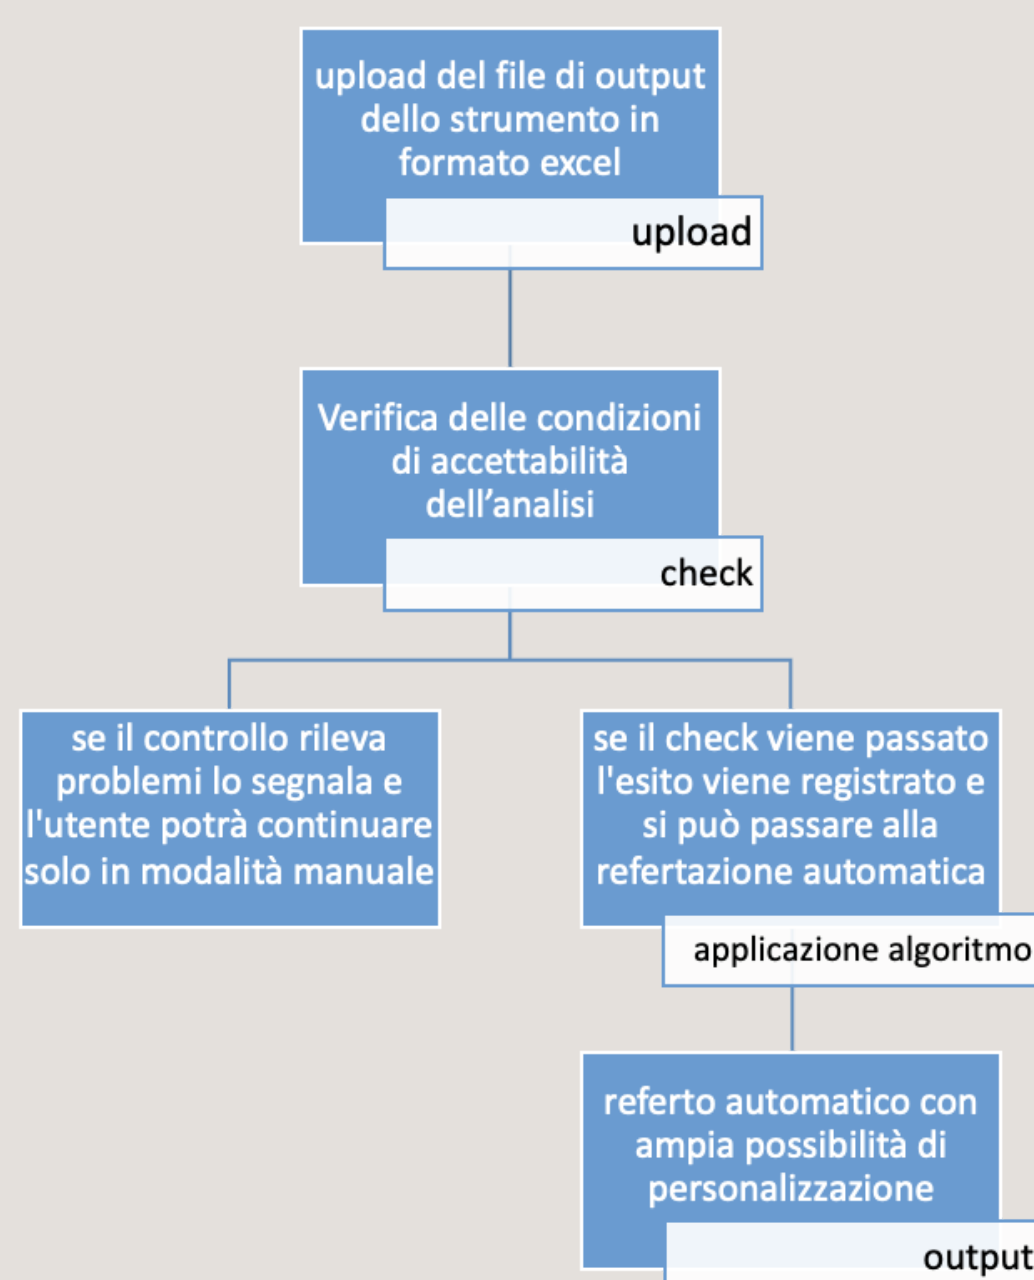 upload del file di output
dello strumento in
formato excel
upload
Verifica delle condizioni
di accettabilità
dell’analisi
check
se il controllo rileva
problemi lo segnala e
l'utente potrà continuare
solo in modalità manuale
se il check viene passato
l'esito viene registrato e
si può passare alla
refertazione automatica
applicazione algoritmo
referto automatico con
ampia possibilità di
personalizzazione
output